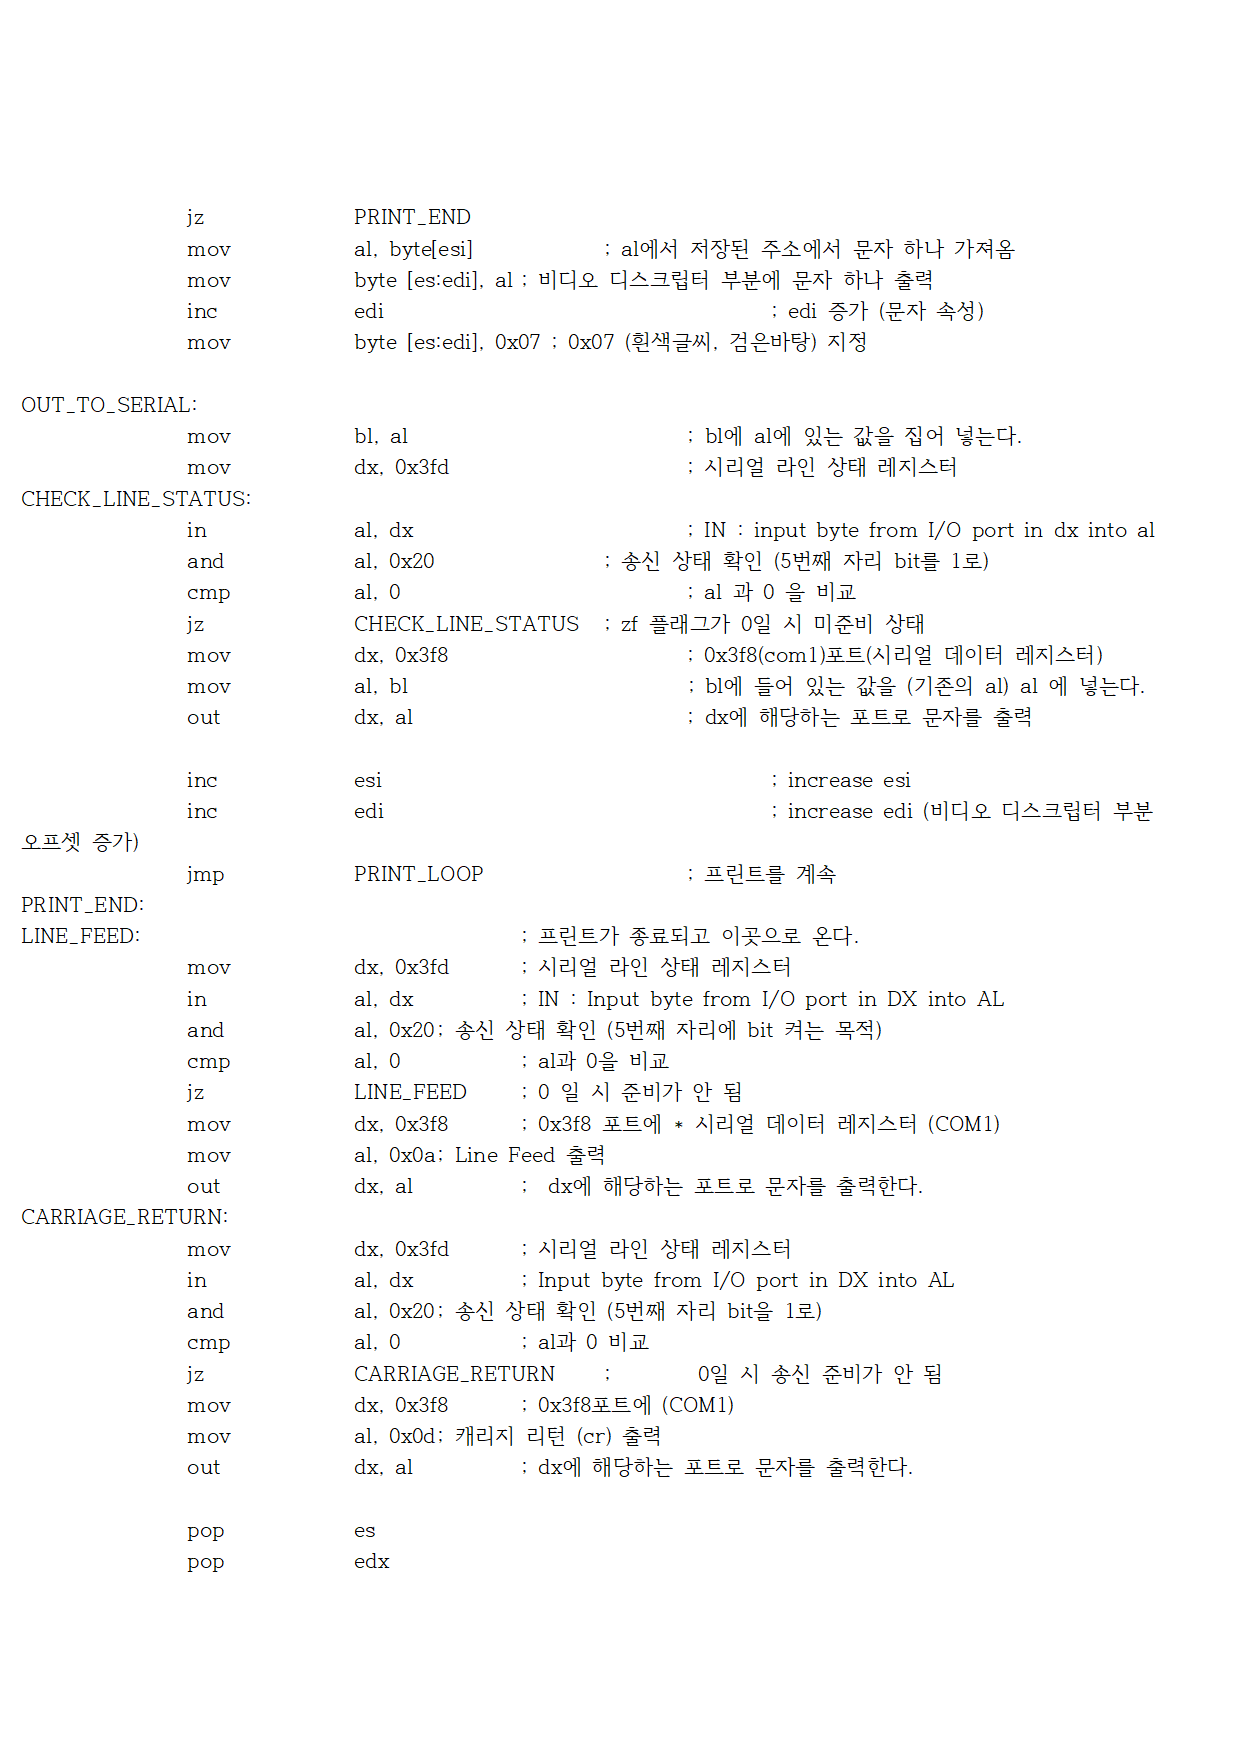 jz PRINT_END
mov al, byte[esi] ; al에서 저장된 주소에서 문자 하나 가져옴
mov byte [es:edi], al ; 비디오 디스크립터 부분에 문자 하나 출력
inc edi ; edi 증가 (문자 속성)
mov byte [es:edi], 0x07 ; 0x07 (흰색글씨, 검은바탕) 지정
OUT_TO_SERIAL:
mov bl, al ; bl에 al에 있는 값을 집어 넣는다.
mov dx, 0x3fd ; 시리얼 라인 상태 레지스터
CHECK_LINE_STATUS:
in al, dx ; IN : input byte from I/O port in dx into al
and al, 0x20 ; 송신 상태 확인 (5번째 자리 bit를 1로)
cmp al, 0 ; al 과 0 을 비교
jz CHECK_LINE_STATUS ; zf 플래그가 0일 시 미준비 상태
mov dx, 0x3f8 ; 0x3f8(com1)포트(시리얼 데이터 레지스터)
mov al, bl ; bl에 들어 있는 값을 (기존의 al) al 에 넣는다.
out dx, al ; dx에 해당하는 포트로 문자를 출력
inc esi ; increase esi
inc edi ; increase edi (비디오 디스크립터 부분
오프셋 증가)
jmp PRINT_LOOP ; 프린트를 계속
PRINT_END:
LINE_FEED: ; 프린트가 종료되고 이곳으로 온다.
mov dx, 0x3fd ; 시리얼 라인 상태 레지스터
in al, dx ; IN : Input byte from I/O port in DX into AL
and al, 0x20; 송신 상태 확인 (5번째 자리에 bit 켜는 목적)
cmp al, 0 ; al과 0을 비교
jz LINE_FEED ; 0 일 시 준비가 안 됨
mov dx, 0x3f8 ; 0x3f8 포트에 * 시리얼 데이터 레지스터 (COM1)
mov al, 0x0a; Line Feed 출력
out dx, al ; dx에 해당하는 포트로 문자를 출력한다.
CARRIAGE_RETURN:
mov dx, 0x3fd ; 시리얼 라인 상태 레지스터
in al, dx ; Input byte from I/O port in DX into AL
and al, 0x20; 송신 상태 확인 (5번째 자리 bit을 1로)
cmp al, 0 ; al과 0 비교
jz CARRIAGE_RETURN ; 0일 시 송신 준비가 안 됨
mov dx, 0x3f8 ; 0x3f8포트에 (COM1)
mov al, 0x0d; 캐리지 리턴 (cr) 출력
out dx, al ; dx에 해당하는 포트로 문자를 출력한다.
pop es
pop edx